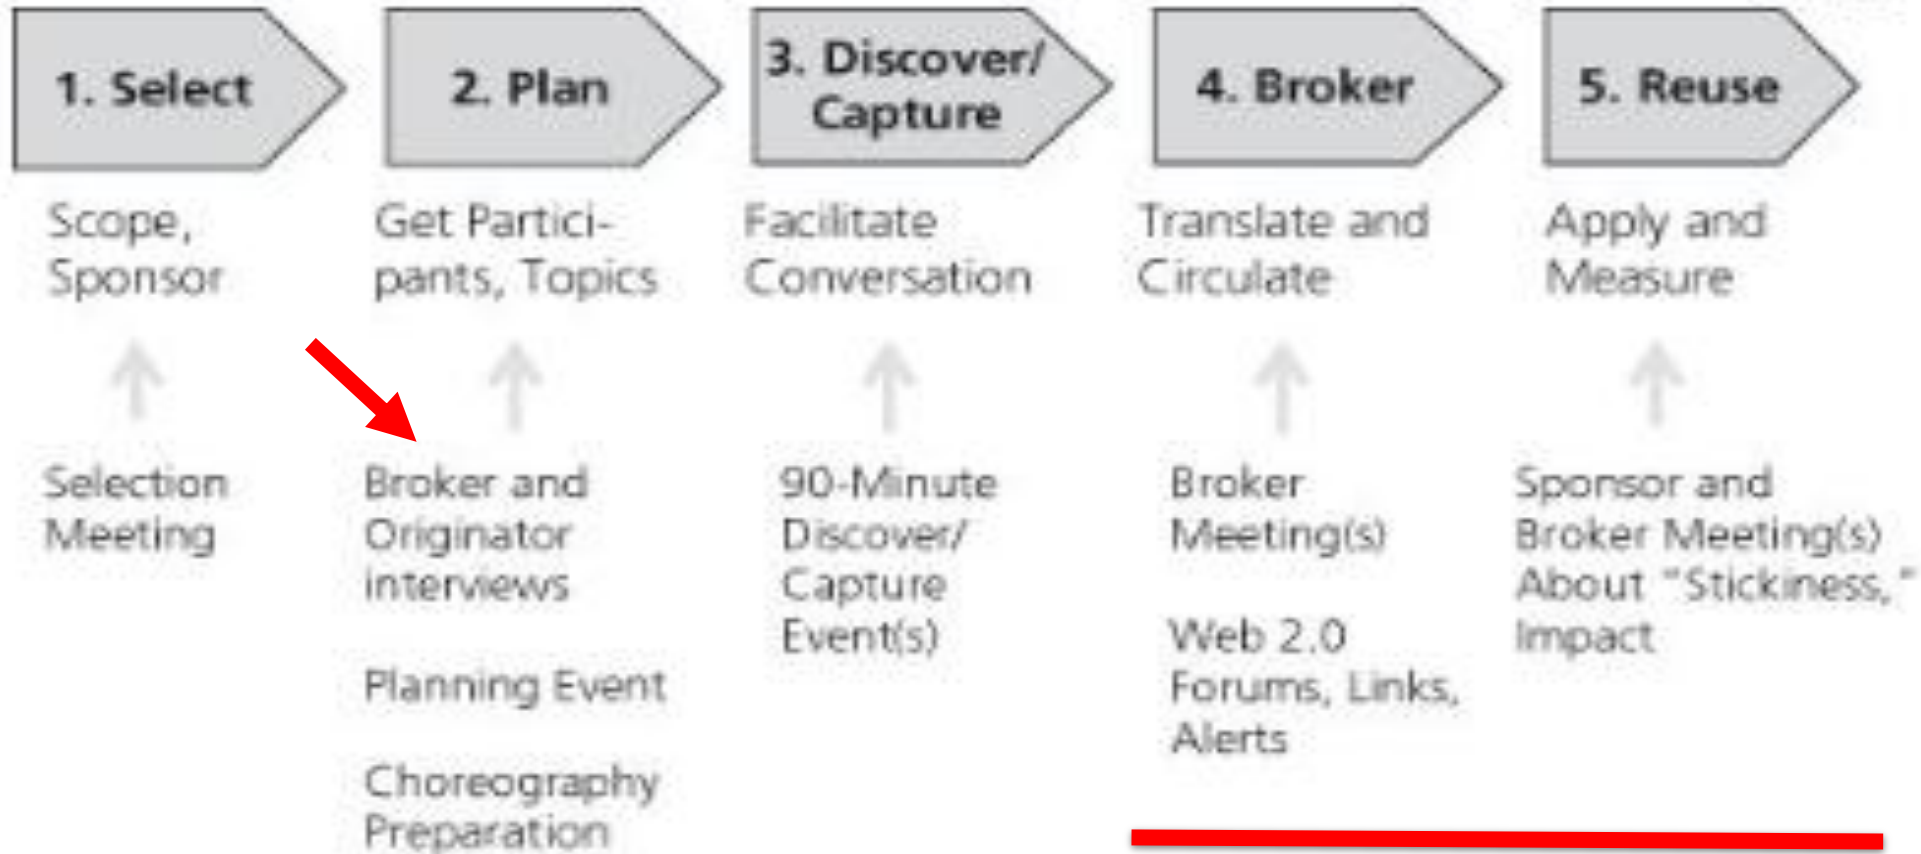 1. Select
2. Plan
3. Discover/
Capture
4. Broker
5. Reuse
Scope,
Sponsor
Get Partici-
pants, Topics
Facilitate
Conversation
Translate and
Circulate
Apply and
Measure
Selection
Meeting
Broker and
Originator
interviews
Planning Event
Choreography
Preparation
90-Minute
Discover/
Capture
Event(s)
Broker
Meeting(s)
Web 2.0
Forums, Links,
Alerts
Sponsor and
Broker Meeting(s)
About "Stickiness,"
Impact